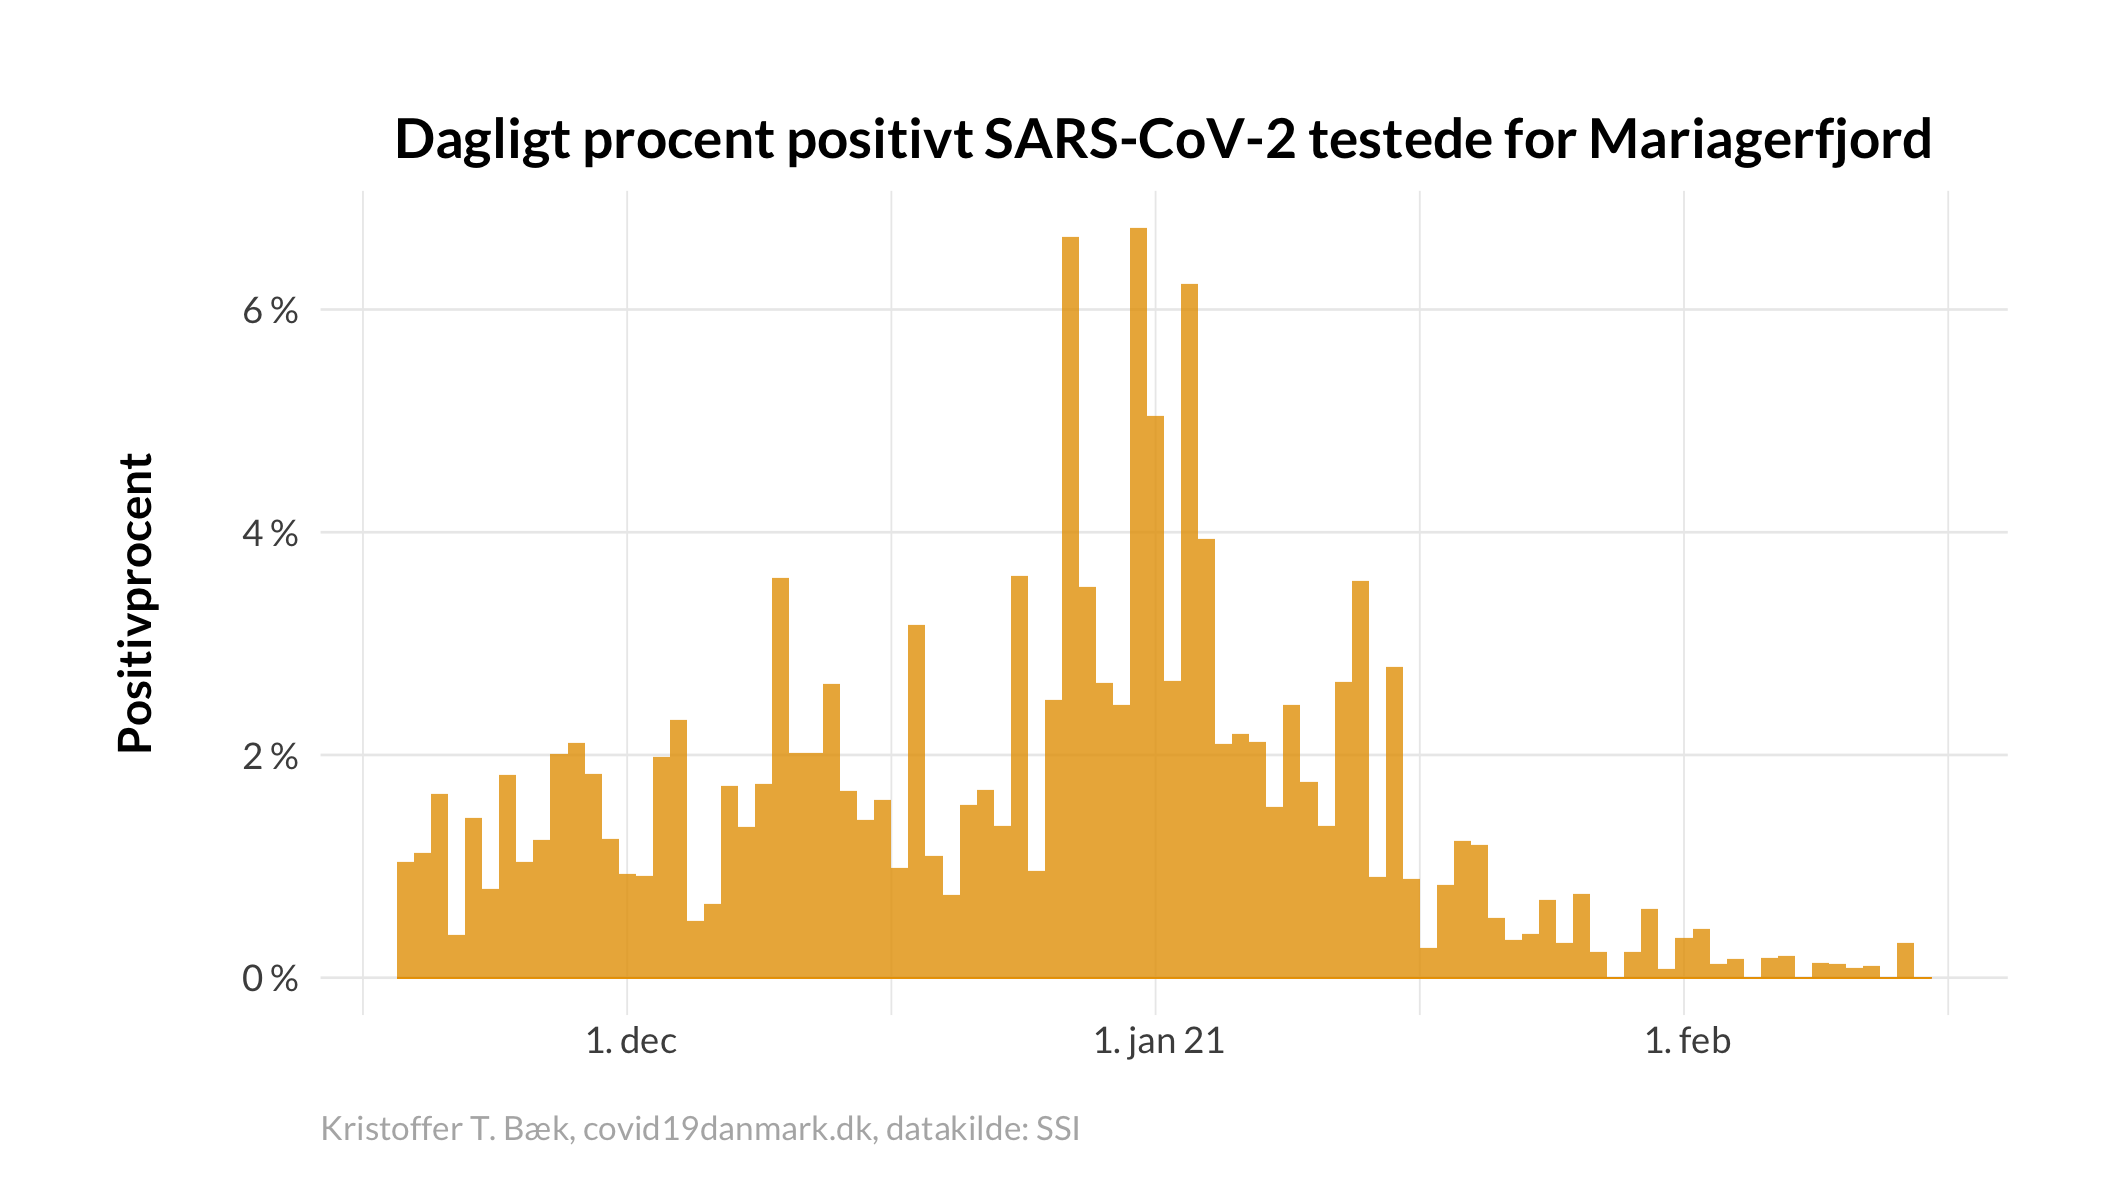 Dagligt procent positivt SARS-CoV-2 testede for Mariagerfjord
Positivprocent
6 %
4 %
2 %
0 %
1. dec
1. jan 21
1. feb
Kristoffer T. Bæk, covid19danmark.dk, datakilde: SSI